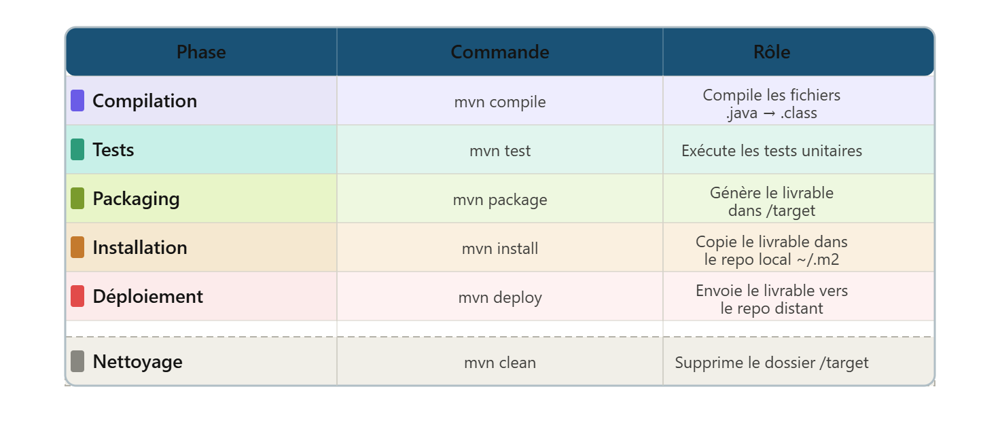 Phase Commande Rôle
Compilation mvn compile Compile les fichiers
.java → .class
Tests mvn test Exécute les tests unitaires
Packaging mvn package Génère le livrable
dans /target
Installation mvn install Copie le livrable dans
le repo local ~/.m2
Déploiement mvn deploy Envoie le livrable vers
le repo distant
Nettoyage mvn clean Supprime le dossier /target